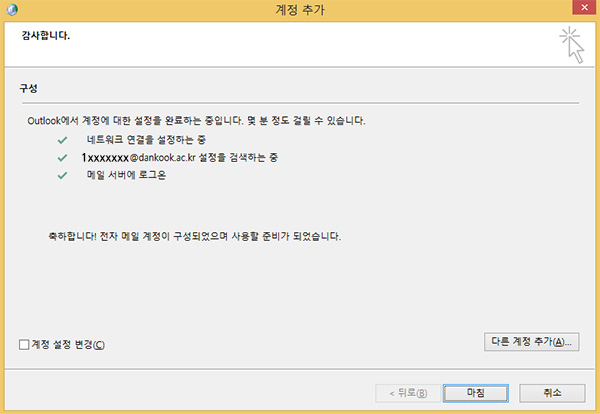 계정 추가
감사합니다.
구성
Outlook에서 계정에 대한 설정을 완료하는 중입니다. 몇 분 정도 걸릴 수 있습니다.
네트워크 연결을 설정하는 중
1xxxxxxx@dankook.ac.kr 설정을 검색하는 중
메일 서버에 로그온
축하합니다! 전자 메일 계정이 구성되었으며 사용할 준비가 되었습니다.
계정 설정 변경(C)
다른 계정 추가(A)...
< 뒤로(B)
마침
취소